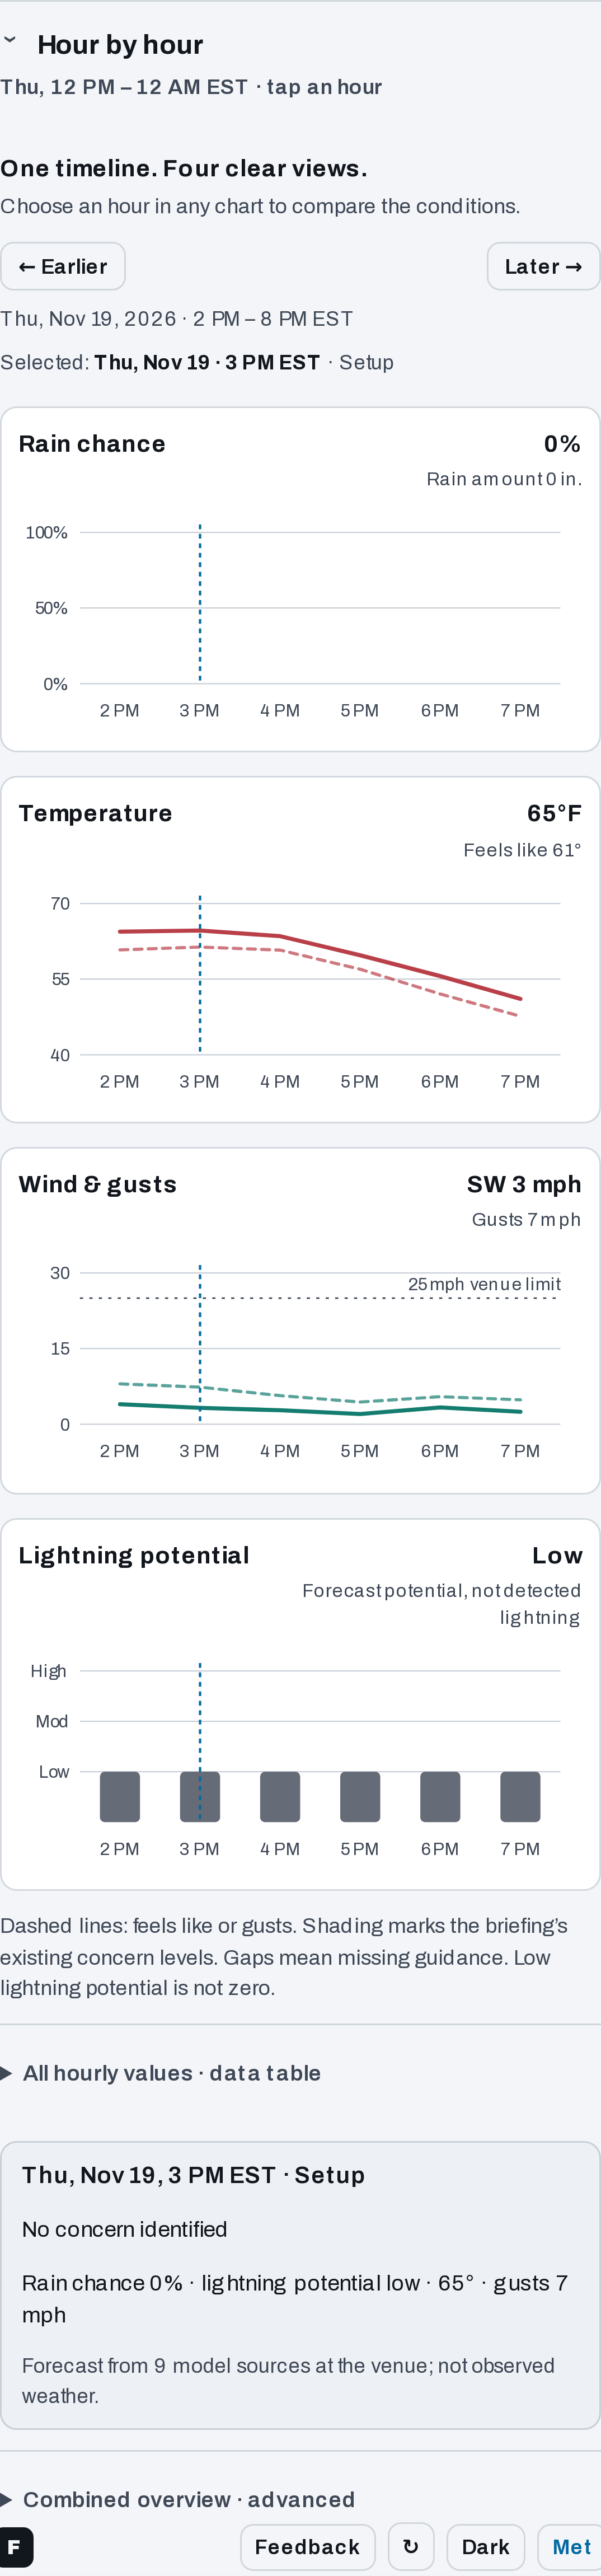 Hour by hour
Thu, 12 PM – 12 AM EST · tap an hour
One timeline. Four clear views.
Choose an hour in any chart to compare the conditions.
← Earlier
Later →
Thu, Nov 19, 2026 · 2 PM – 8 PM EST
Selected: Thu, Nov 19 · 3 PM EST · Setup
Rain chance
0%
Rain amount 0 in.
100%
50%
0%
2 PM 3 PM 4 PM 5 PM 6 PM 7 PM
Temperature
65°F
Feels like 61°
70
55
40
2 PM 3 PM 4 PM 5 PM 6 PM 7 PM
Wind & gusts
SW 3 mph
Gusts 7 mph
30
25 mph venue limit
15
0
2 PM 3 PM 4 PM 5 PM 6 PM 7 PM
Lightning potential
Low
Forecast potential, not detected
lightning
High
Mod
Low
2 PM 3 PM 4 PM 5 PM 6 PM 7 PM
Dashed lines: feels like or gusts. Shading marks the briefing’s
existing concern levels. Gaps mean missing guidance. Low
lightning potential is not zero.
All hourly values · data table
Thu, Nov 19, 3 PM EST · Setup
No concern identified
Rain chance 0% · lightning potential low · 65° · gusts 7
mph
Forecast from 9 model sources at the venue; not observed
weather.
Combined overview · advanced
F
Feedback
↻
Dark
Met